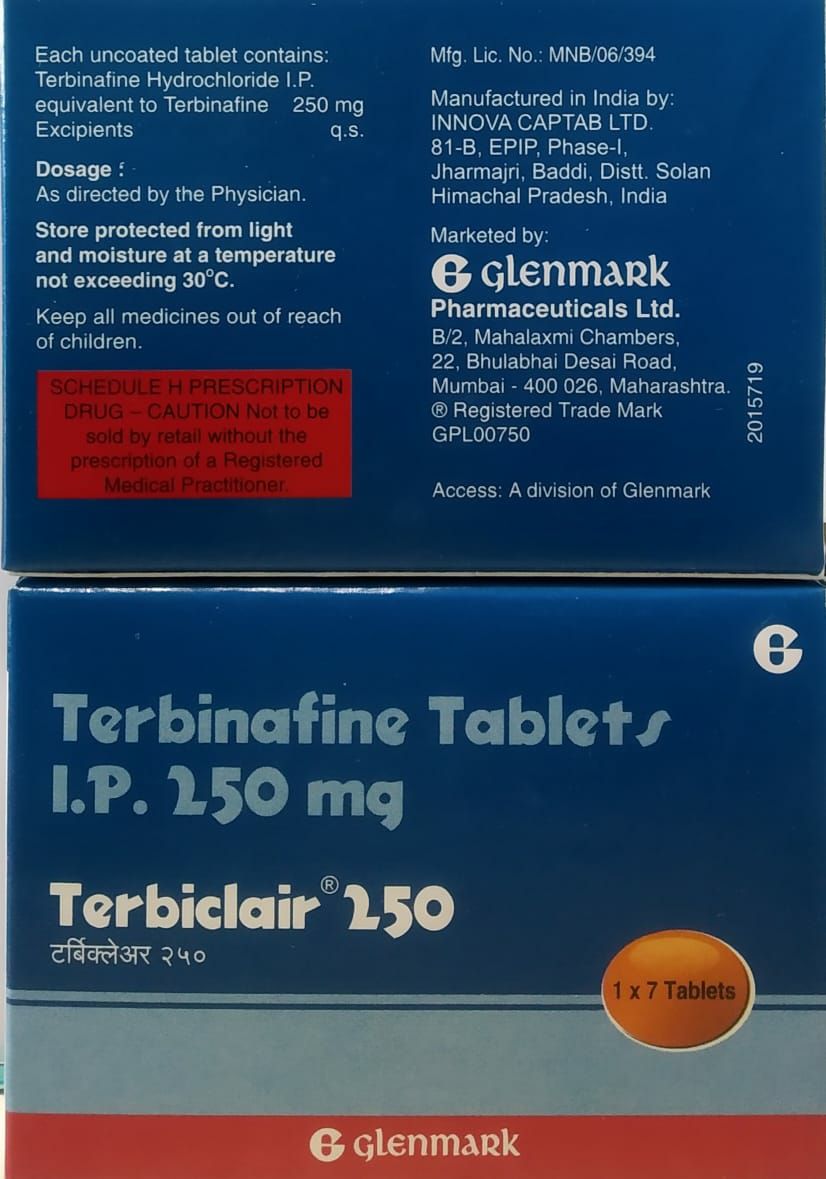 Each uncoated tablet contains:
Terbinafine Hydrochloride I.P.
equivalent to Terbinafine 250 mg
Excipients q.s.
Dosage :
As directed by the Physician.
Store protected from light
and moisture at a temperature
not exceeding 30°C.
Keep all medicines out of reach
of children.
SCHEDULE H PRESCRIPTION
DRUG – CAUTION Not to be
sold by retail without the
prescription of a Registered
Medical Practitioner.
Mfg. Lic. No.: MNB/06/394
Manufactured in India by:
INNOVA CAPTAB LTD.
81-B, EPIP, Phase-I,
Jharmajri, Baddi, Distt. Solan
Himachal Pradesh, India
Marketed by:
G glenmark
Pharmaceuticals Ltd.
B/2, Mahalaxmi Chambers,
22, Bhulabhai Desai Road,
Mumbai - 400 026, Maharashtra.
® Registered Trade Mark
GPL00750
Access: A division of Glenmark
2015719
G
Terbinafine Tablets
I.P. 250 mg
Terbiclair® 250
टर्बिक्लेअर २५०
1 x 7 Tablets
G glenmark